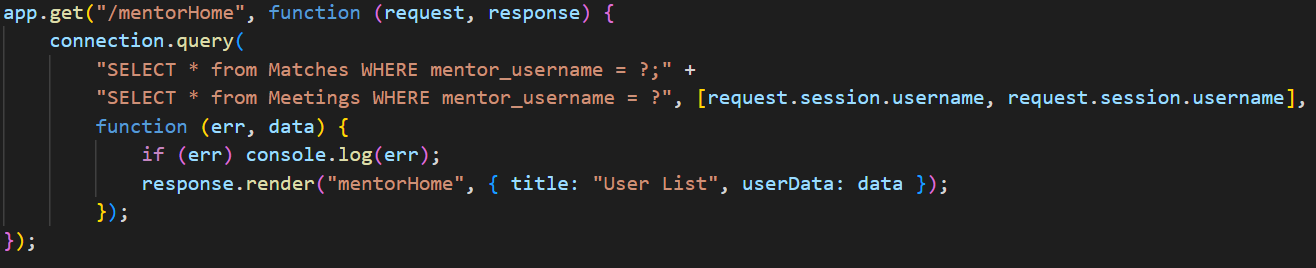 app.get("/mentorHome", function (request, response) {
    connection.query(
        "SELECT * from Matches WHERE mentor_username = ?;" +
        "SELECT * from Meetings WHERE mentor_username = ?", [request.session.username, request.session.username],
        function (err, data) {
            if (err) console.log(err);
            response.render("mentorHome", { title: "User List", userData: data });
        });
});